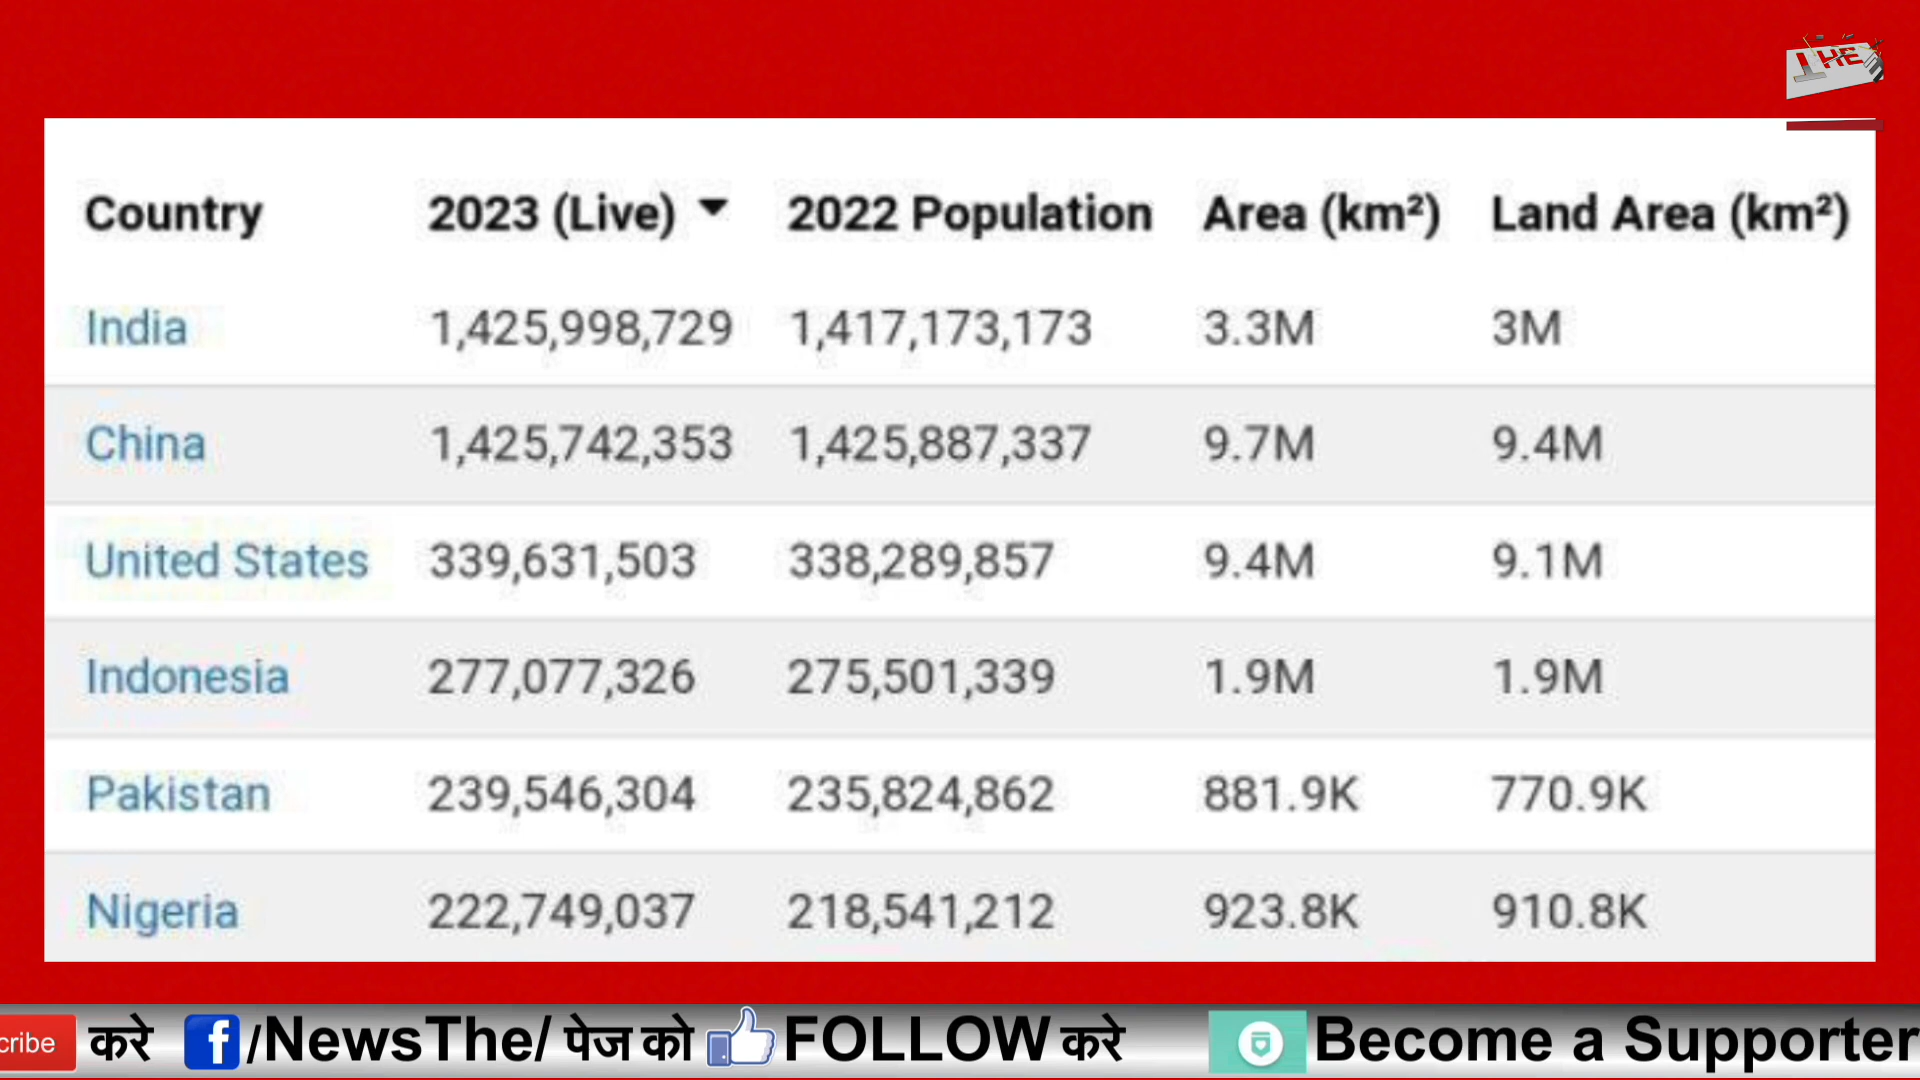 THE
Country 2023 (Live) 2022 Population Area (km²) Land Area (km²)
India 1,425,998,729 1,417,173,173 3.3M 3M
China 1,425,742,353 1,425,887,337 9.7M 9.4M
United States 339,631,503 338,289,857 9.4M 9.1M
Indonesia 277,077,326 275,501,339 1.9M 1.9M
Pakistan 239,546,304 235,824,862 881.9K 770.9K
Nigeria 222,749,037 218,541,212 923.8K 910.8K
cribe करे f /NewsThe/ पेज को FOLLOW करे Become a Supporter